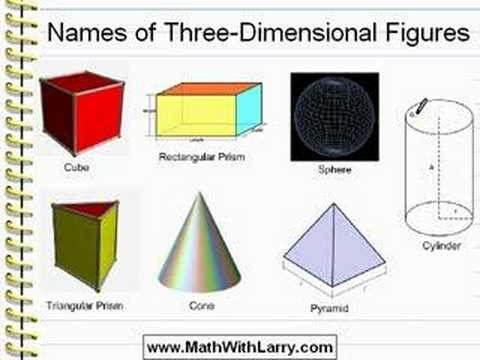 Names of Three-Dimensional Figures
Cube
Rectangular Prism
Sphere
Cylinder
Triangular Prism
Cone
Pyramid
www.MathWithLarry.com